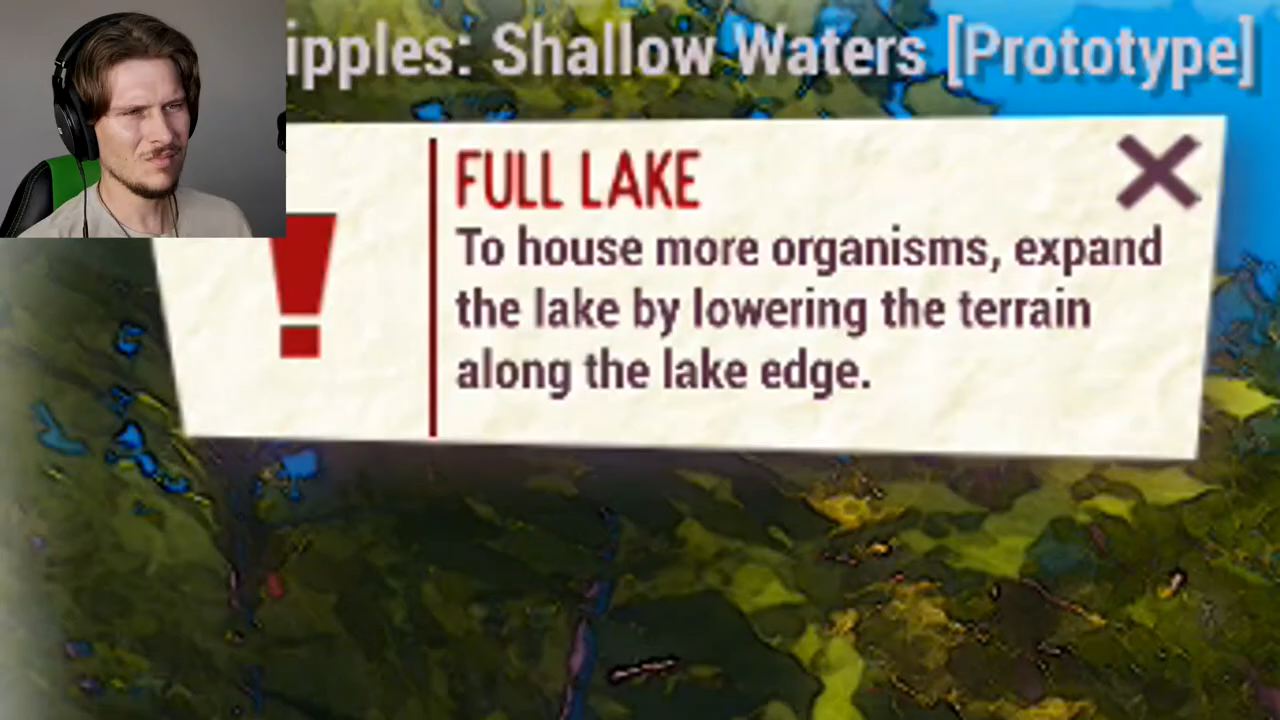 ipples: Shallow Waters [Prototype]
FULL LAKE
To house more organisms, expand
the lake by lowering the terrain
along the lake edge.